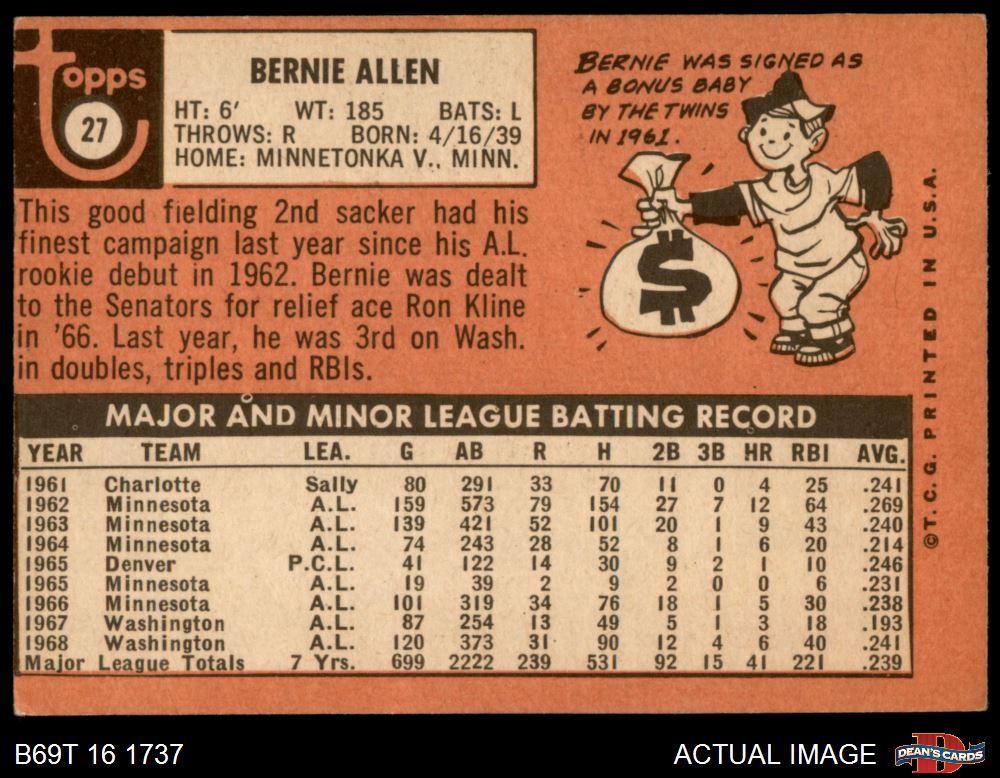 Topps
27
BERNIE ALLEN
HT: 6' WT: 185 BATS: L
THROWS: R BORN: 4/16/39
HOME: MINNETONKA V., MINN.
BERNIE WAS SIGNED AS
A BONUS BABY
BY THE TWINS
IN 1961.
$
This good fielding 2nd sacker had his
finest campaign last year since his A.L.
rookie debut in 1962. Bernie was dealt
to the Senators for relief ace Ron Kline
in '66. Last year, he was 3rd on Wash.
in doubles, triples and RBIs.
MAJOR AND MINOR LEAGUE BATTING RECORD
YEAR TEAM LEA. G AB R H 2B 3B HR RBI AVG.
1961 Charlotte Sally 80 291 33 70 11 0 4 25 .241
1962 Minnesota A.L. 159 573 79 154 27 7 12 64 .269
1963 Minnesota A.L. 139 421 52 101 20 1 9 43 .240
1964 Minnesota A.L. 74 243 28 52 8 1 6 20 .214
1965 Denver P.C.L. 41 122 14 30 9 2 1 10 .246
1965 Minnesota A.L. 19 39 2 9 2 0 0 6 .231
1966 Minnesota A.L. 101 319 34 76 18 1 5 30 .238
1967 Washington A.L. 87 254 13 49 5 1 3 18 .193
1968 Washington A.L. 120 373 31 90 12 4 6 40 .241
Major League Totals 7 Yrs. 699 2222 239 531 92 15 41 221 .239
©T.C.G. PRINTED IN U.S.A.
B69T 16 1737
ACTUAL IMAGE
D
DEAN'S CARDS